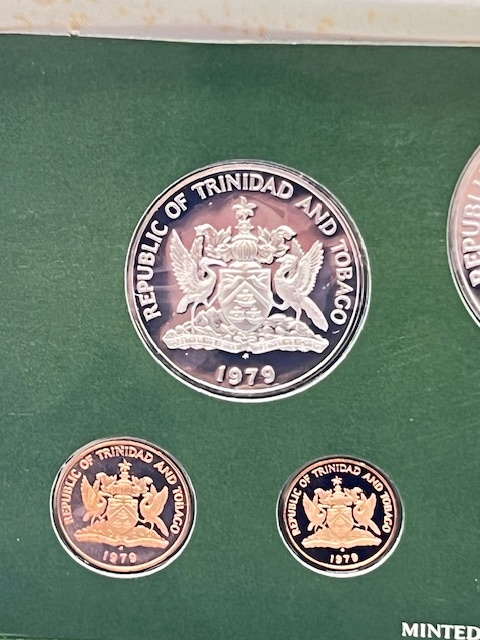 REPUBLIC OF TRINIDAD AND TOBAGO
1979
REPUBLI
REPUBLIC OF TRINIDAD AND TOBAGO
1979
REPUBLIC OF TRINIDAD AND TOBAGO
1979
MINTED